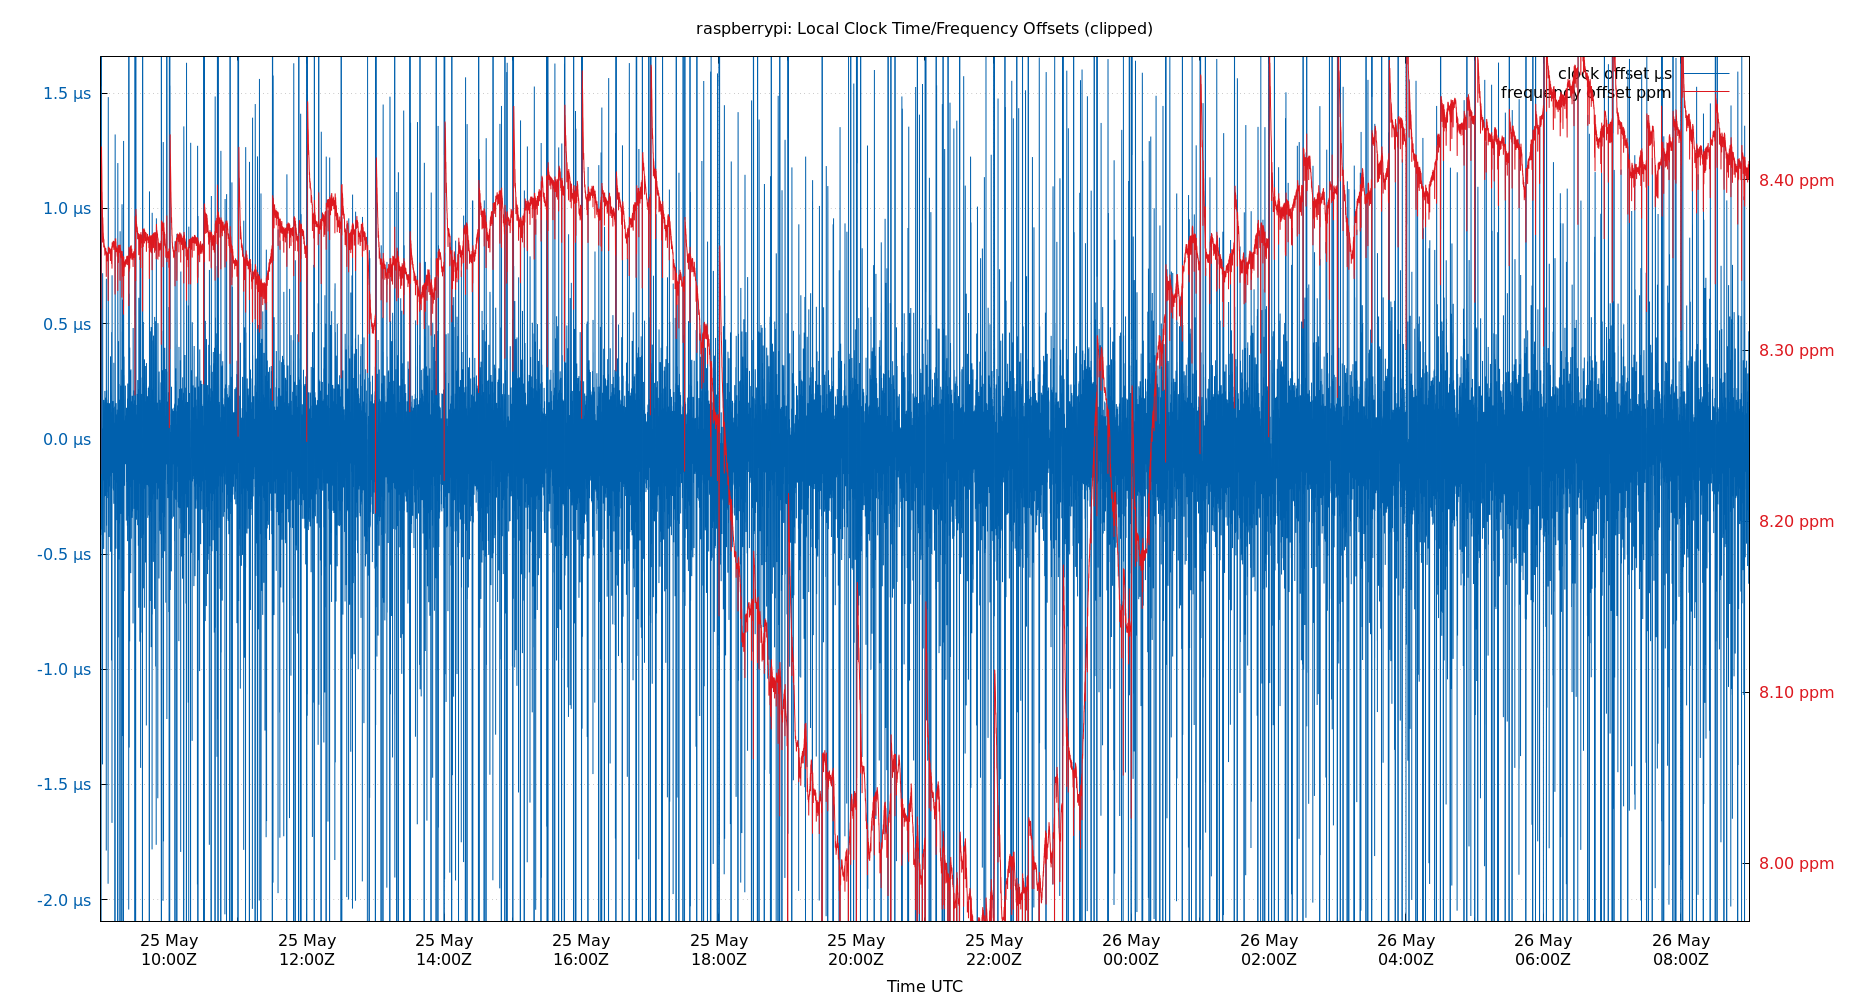 raspberrypi: Local Clock Time/Frequency Offsets (clipped)
clock offset µs
frequency offset ppm
1.5 µs
1.0 µs
0.5 µs
0.0 µs
-0.5 µs
-1.0 µs
-1.5 µs
-2.0 µs
8.40 ppm
8.30 ppm
8.20 ppm
8.10 ppm
8.00 ppm
25 May 25 May 25 May 25 May 25 May 25 May 25 May 26 May 26 May 26 May 26 May 26 May
10:00Z 12:00Z 14:00Z 16:00Z 18:00Z 20:00Z 22:00Z 00:00Z 02:00Z 04:00Z 06:00Z 08:00Z
Time UTC